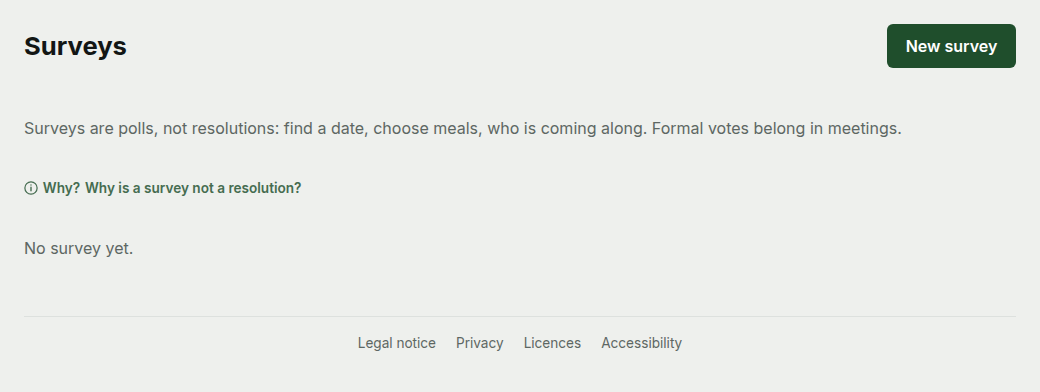 Surveys
New survey
Surveys are polls, not resolutions: find a date, choose meals, who is coming along. Formal votes belong in meetings.
Why? Why is a survey not a resolution?
No survey yet.
Legal notice Privacy Licences Accessibility